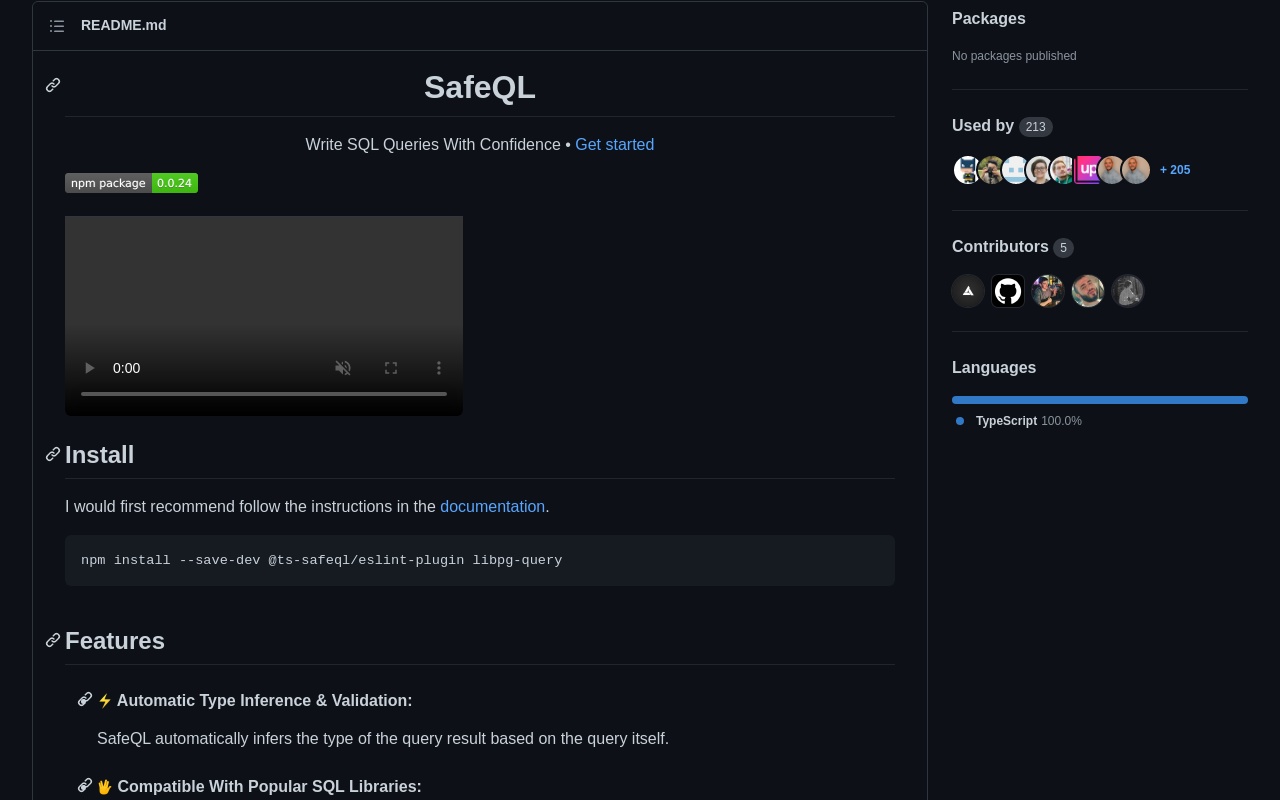 README.md
SafeQL
Write SQL Queries With Confidence • Get started
npm package 0.0.24
0:00
Install
I would first recommend follow the instructions in the documentation.
npm install --save-dev @ts-safeql/eslint-plugin libpg-query
Features
⚡ Automatic Type Inference & Validation:
SafeQL automatically infers the type of the query result based on the query itself.
🖖 Compatible With Popular SQL Libraries:
Packages
No packages published
Used by 213
up
+ 205
Contributors 5
Languages
TypeScript 100.0%